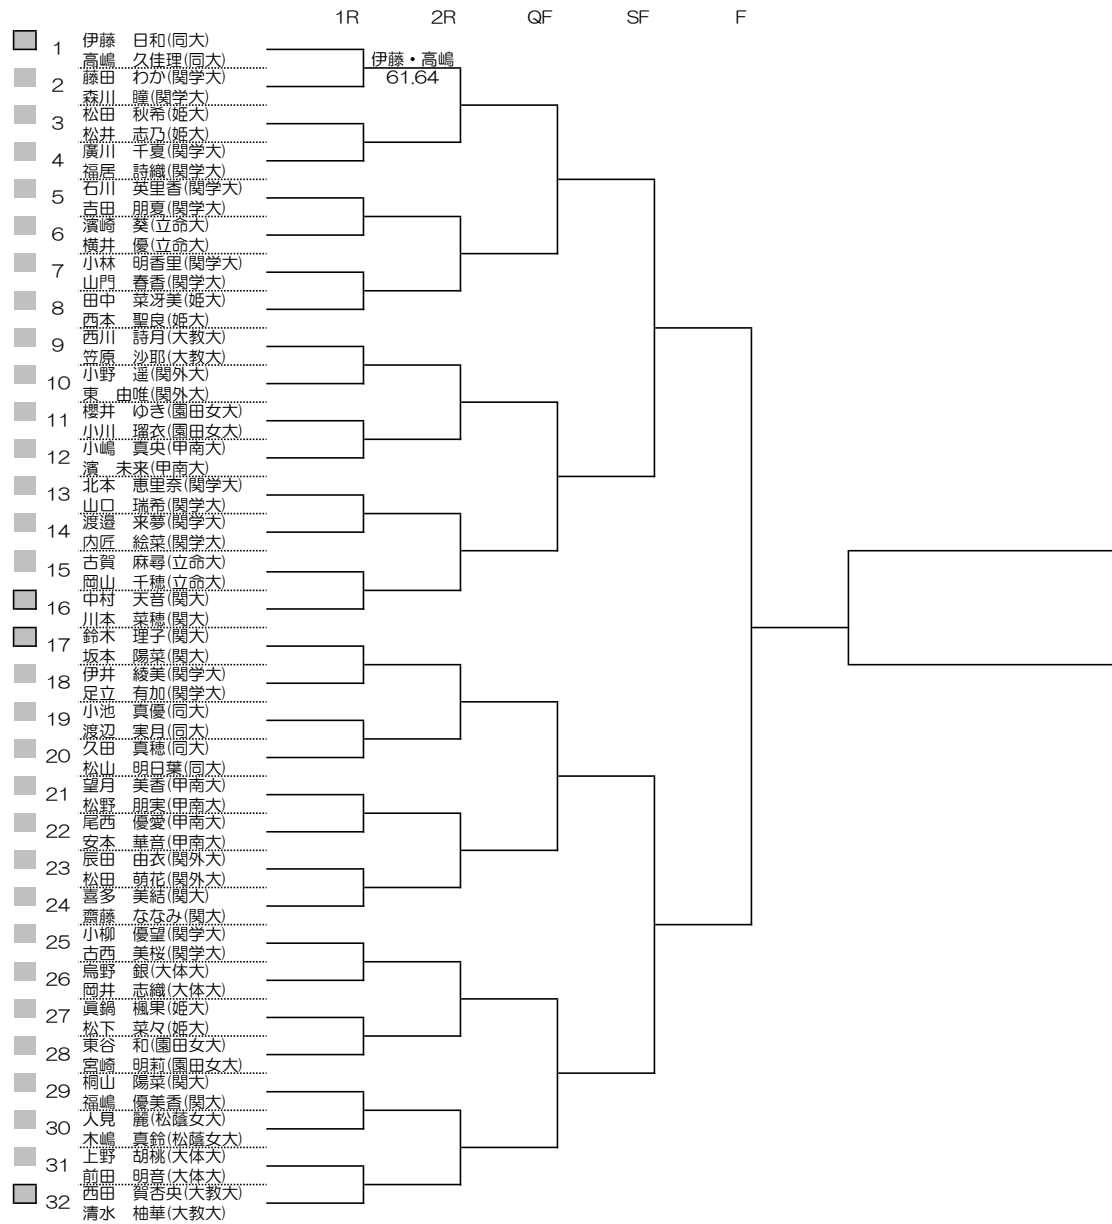 1R 2R QF SF F
1 伊藤 日和(同大)
高嶋 久佳理(同大)
伊藤・高嶋
2 藤田 わか(関学大)
61.64
森川 瞳(関学大)
3 松田 秋希(姫大)
松井 志乃(姫大)
4 廣川 千夏(関学大)
福居 詩織(関学大)
5 石川 英里香(関学大)
吉田 朋夏(関学大)
6 濱崎 葵(立命大)
横井 優(立命大)
7 小林 明香里(関学大)
山門 春香(関学大)
8 田中 菜冴美(姫大)
西本 聖良(姫大)
9 西川 詩月(大教大)
笠原 沙耶(大教大)
10 小野 遥(関外大)
東 由唯(関外大)
11 櫻井 ゆき(園田女大)
小川 瑠衣(園田女大)
12 小嶋 真央(甲南大)
濱 未来(甲南大)
13 北本 恵里奈(関学大)
山口 瑞希(関学大)
14 渡邉 来夢(関学大)
内匠 絵菜(関学大)
15 古賀 麻尋(立命大)
岡山 千穂(立命大)
16 中村 天音(関大)
川本 菜穂(関大)
17 鈴木 理子(関大)
坂本 陽菜(関大)
18 伊井 綾美(関学大)
足立 有加(関学大)
19 小池 真優(同大)
渡辺 実月(同大)
20 久田 真穂(同大)
松山 明日葉(同大)
21 望月 美香(甲南大)
松野 朋実(甲南大)
22 尾西 優愛(甲南大)
安本 華音(甲南大)
23 辰田 由衣(関外大)
松田 萌花(関外大)
24 喜多 美結(関大)
齋藤 ななみ(関大)
25 小柳 優望(関学大)
古西 美桜(関学大)
26 烏野 銀(大体大)
岡井 志織(大体大)
27 眞鍋 楓果(姫大)
松下 菜々(姫大)
28 東谷 和(園田女大)
宮崎 明莉(園田女大)
29 桐山 陽菜(関大)
福嶋 優美香(関大)
30 人見 麗(松蔭女大)
木嶋 真鈴(松蔭女大)
31 上野 胡桃(大体大)
前田 明音(大体大)
32 西田 賀杏央(大教大)
清水 柚華(大教大)